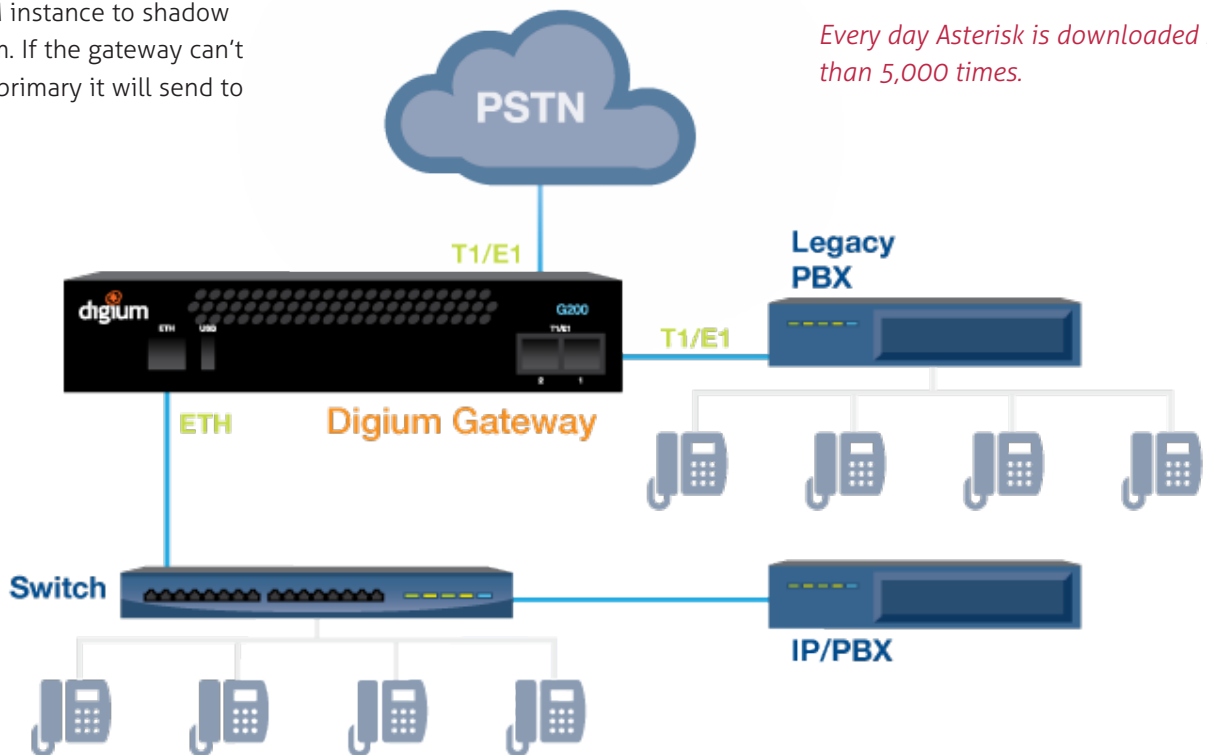 M instance to shadow
n. If the gateway can't
primary it will send to
Every day Asterisk is downloaded
than 5,000 times.
PSTN
T1/E1
Legacy
PBX
digium
ETH
USB
G200
T1/E1
2 1
T1/E1
ETH
Digium Gateway
Switch
IP/PBX